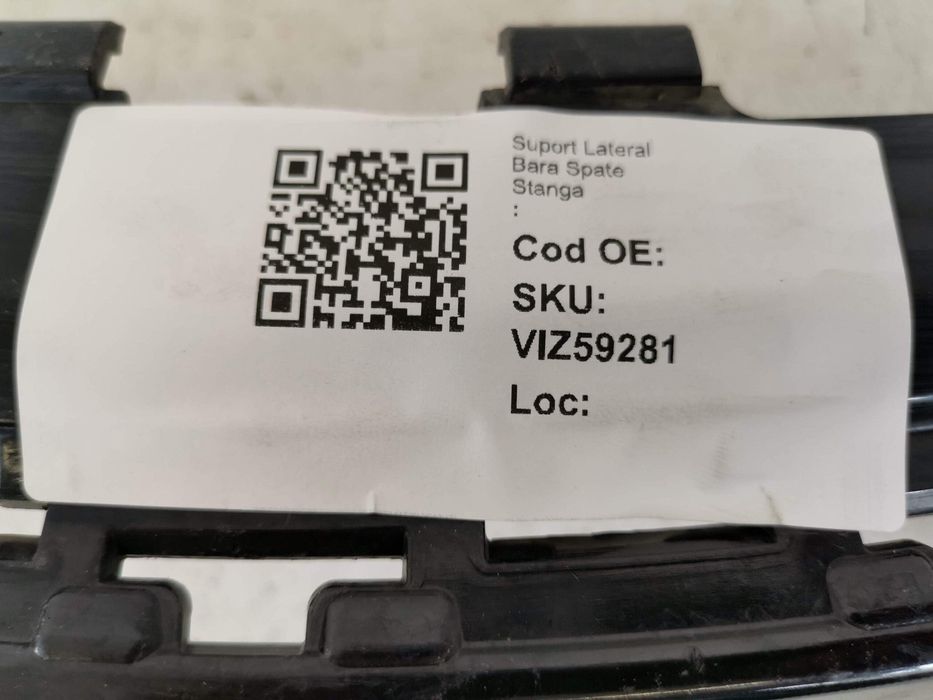 Suport Lateral
Bara Spate
Stanga
:
Cod OE:
SKU:
VIZ59281
Loc: